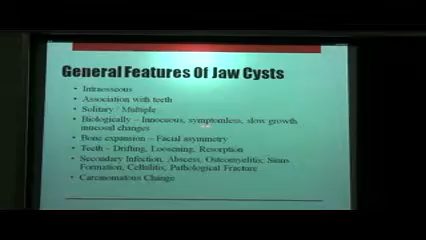 General Features Of Jaw Cysts
• Intraosseous
• Association with teeth
• Solitary / Multiple
• Biologically – Innocuous, symptomless, slow growth
mucosal changes
• Bone expansion – Facial asymmetry
• Teeth – Drifting, Loosening, Resorption
• Secondary Infection, Abscess, Osteomyelitis, Sinus
Formation, Cellulitis, Pathological Fracture
• Carcinomatous Change